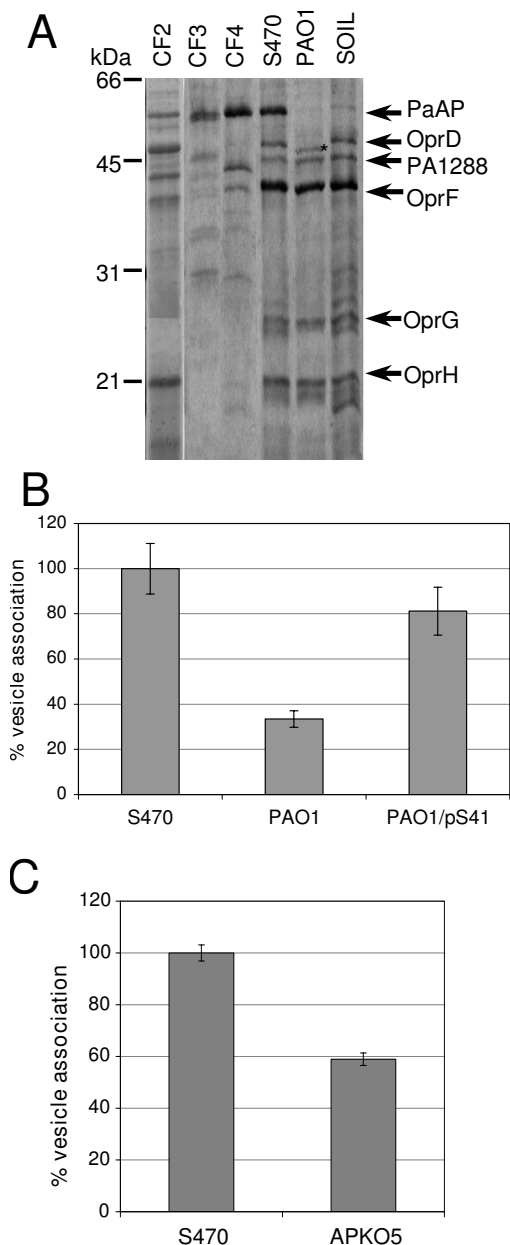 A
kDa
CF2
CF3
CF4
S470
PAO1
SOIL
66
45
31
21
*
PaAP
OprD
PA1288
OprF
OprG
OprH
B
% vesicle association
120
100
80
60
40
20
0
S470 PAO1 PAO1/pS41
C
% vesicle association
120
100
80
60
40
20
0
S470 APKO5